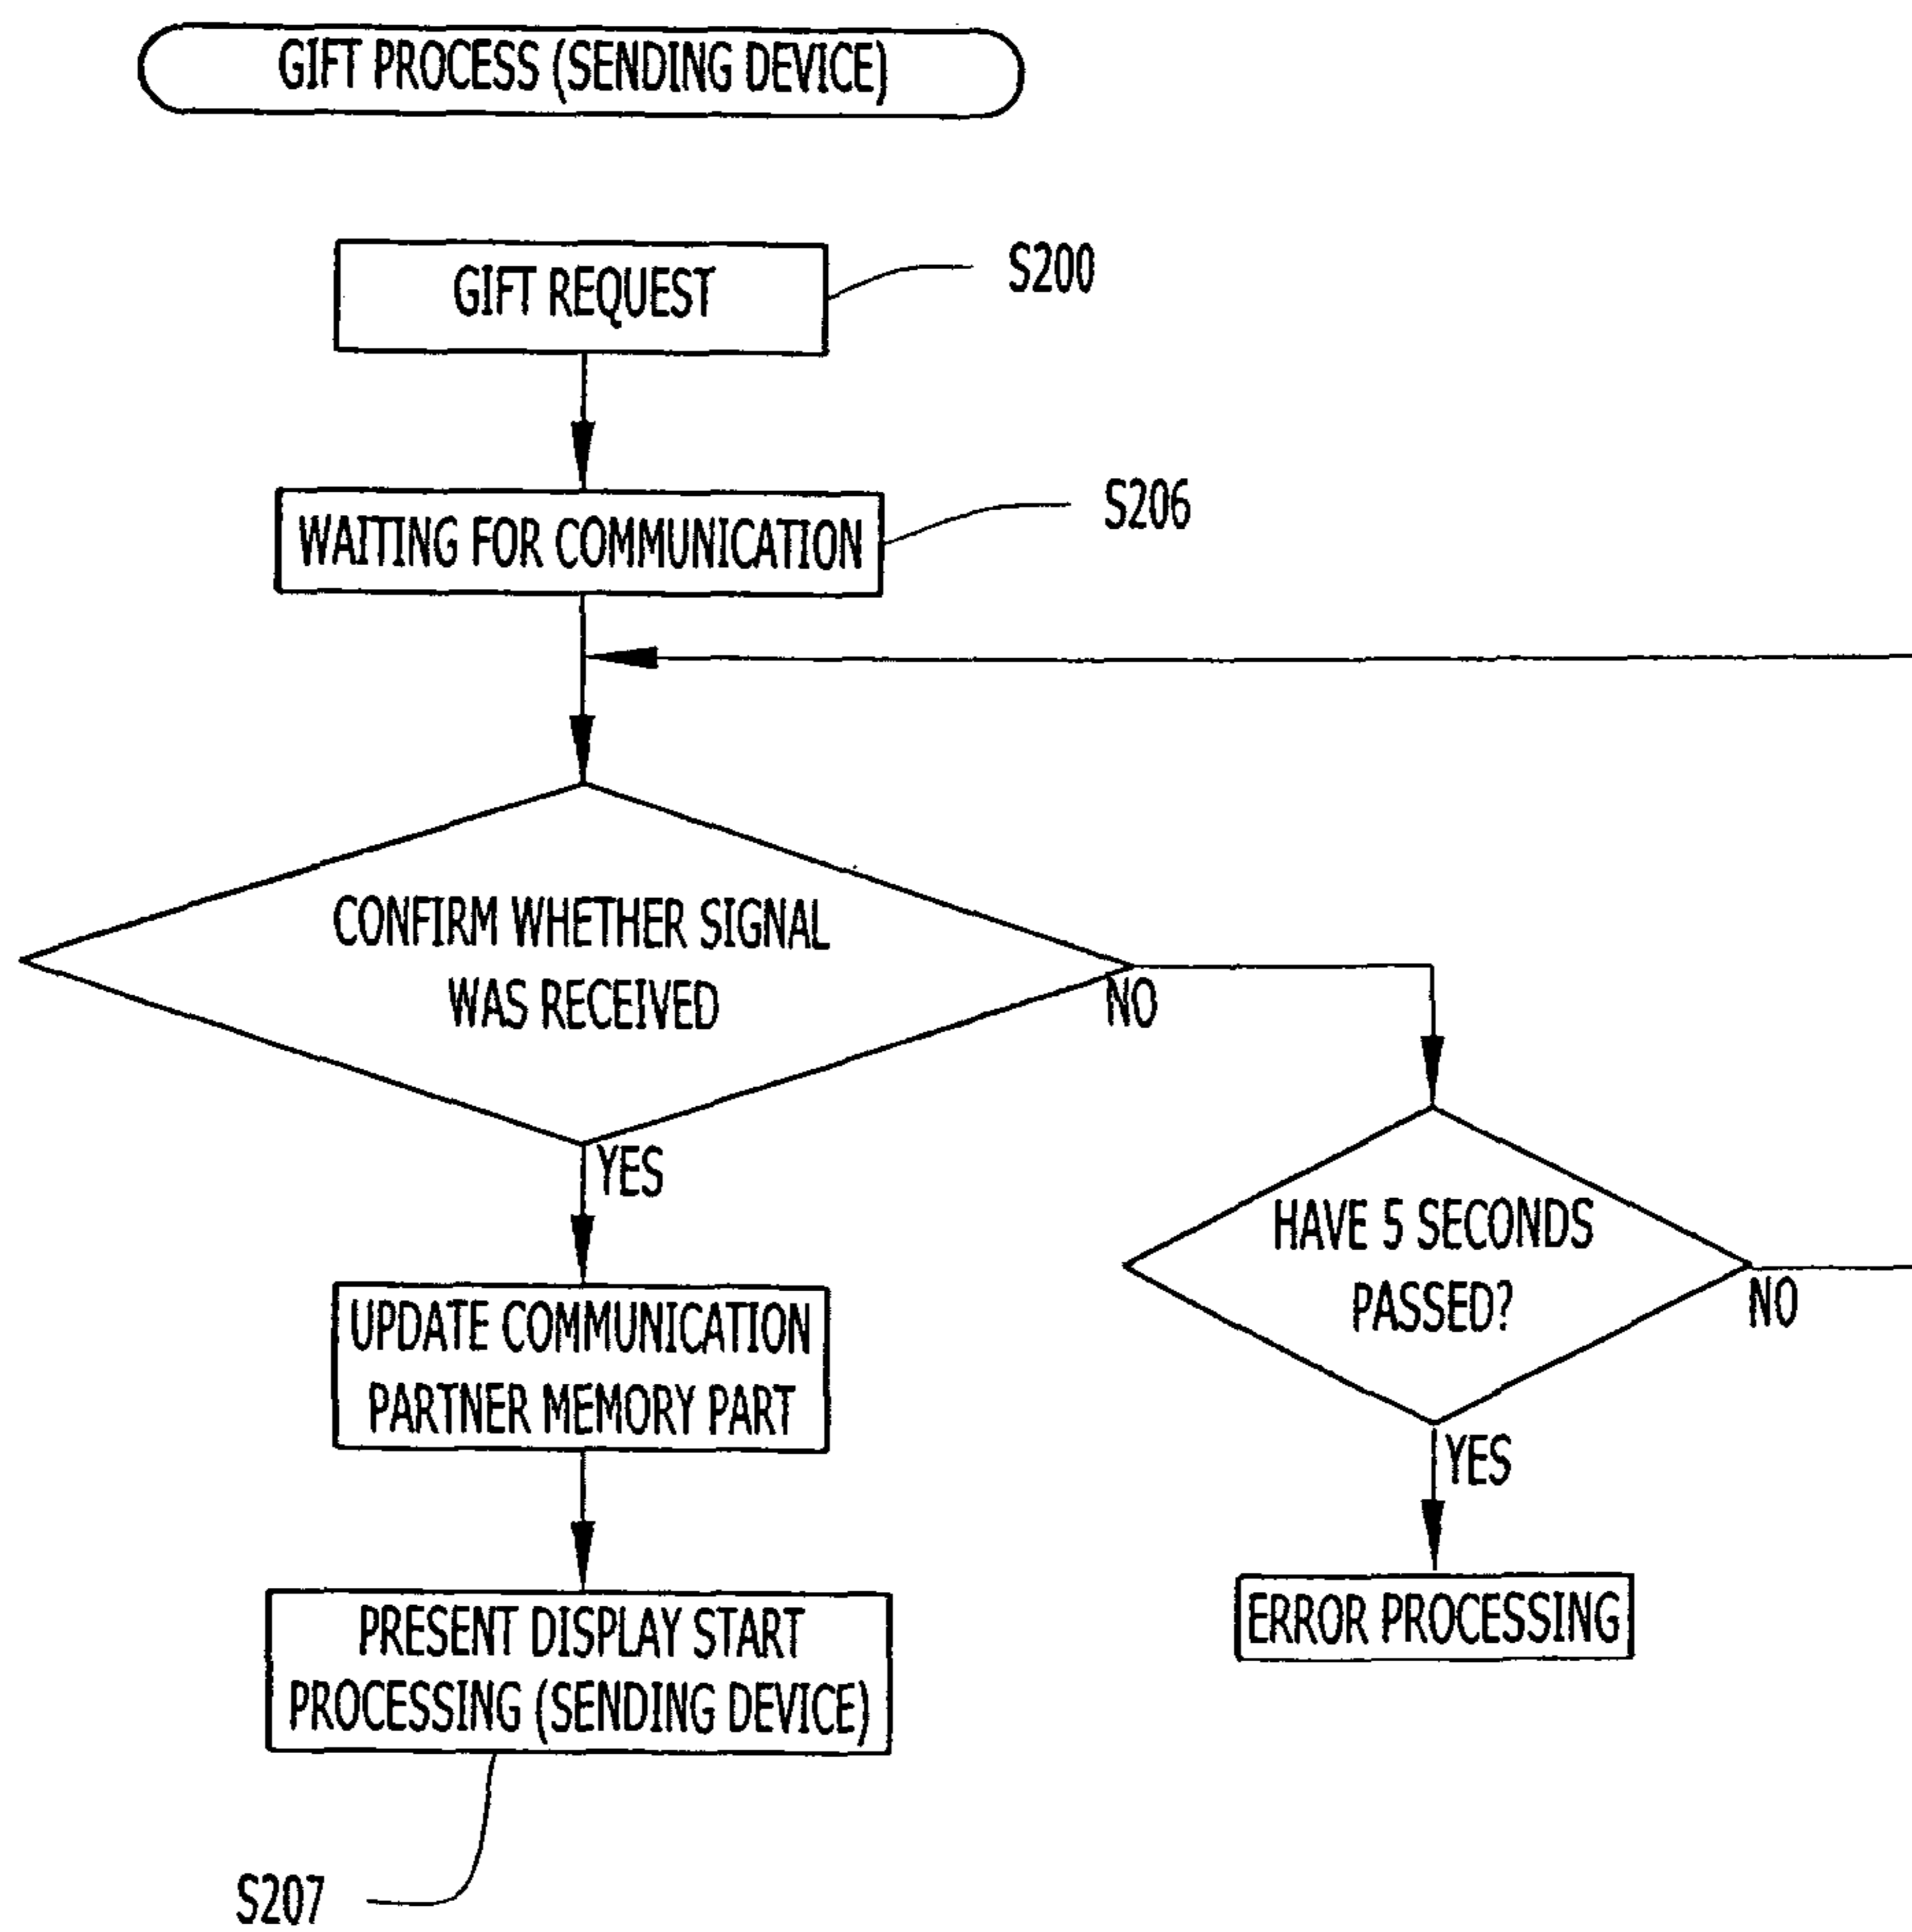 GIFT PROCESS (SENDING DEVICE)
GIFT REQUEST
S200
WAITING FOR COMMUNICATION
S206
CONFIRM WHETHER SIGNAL
WAS RECEIVED
NO
YES
HAVE 5 SECONDS
PASSED?
NO
YES
UPDATE COMMUNICATION
PARTNER MEMORY PART
ERROR PROCESSING
PRESENT DISPLAY START
PROCESSING (SENDING DEVICE)
S207